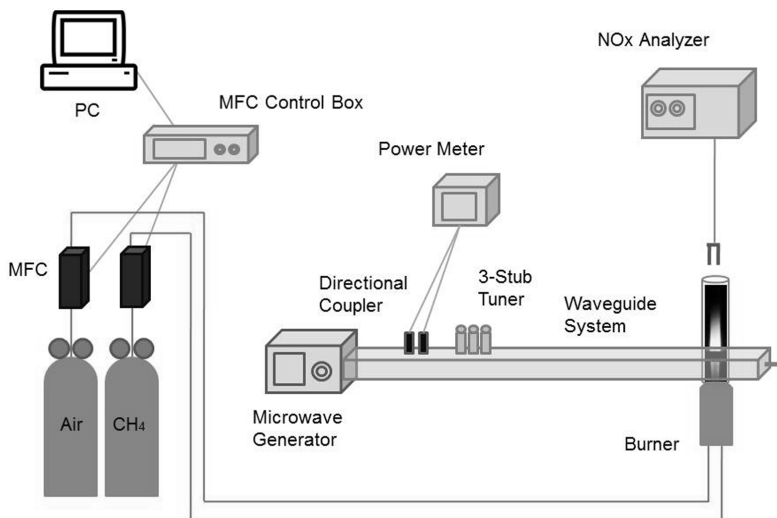 NOx Analyzer
PC
MFC Control Box
Power Meter
MFC
Directional
Coupler
3-Stub
Tuner
Waveguide
System
Air
CH₄
Microwave
Generator
Burner